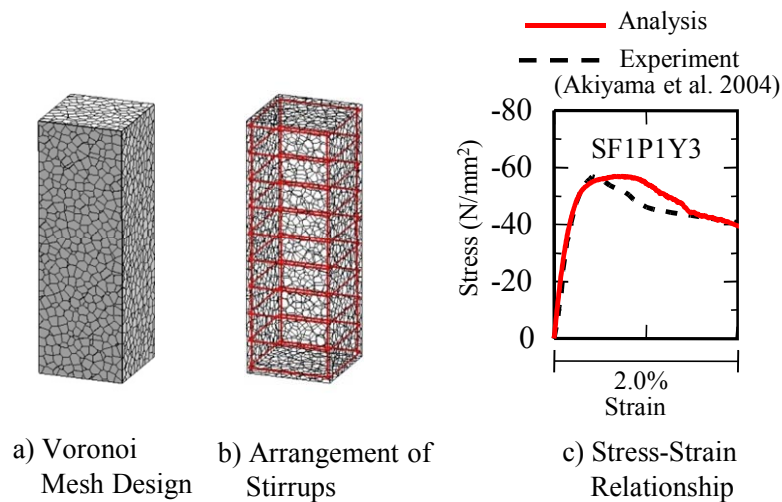 Analysis
Experiment
(Akiyama et al. 2004)
-80
SF1P1Y3
-60
-40
-20
0
Stress (N/mm²)
2.0%
Strain
a) Voronoi
Mesh Design
b) Arrangement of
Stirrups
c) Stress-Strain
Relationship